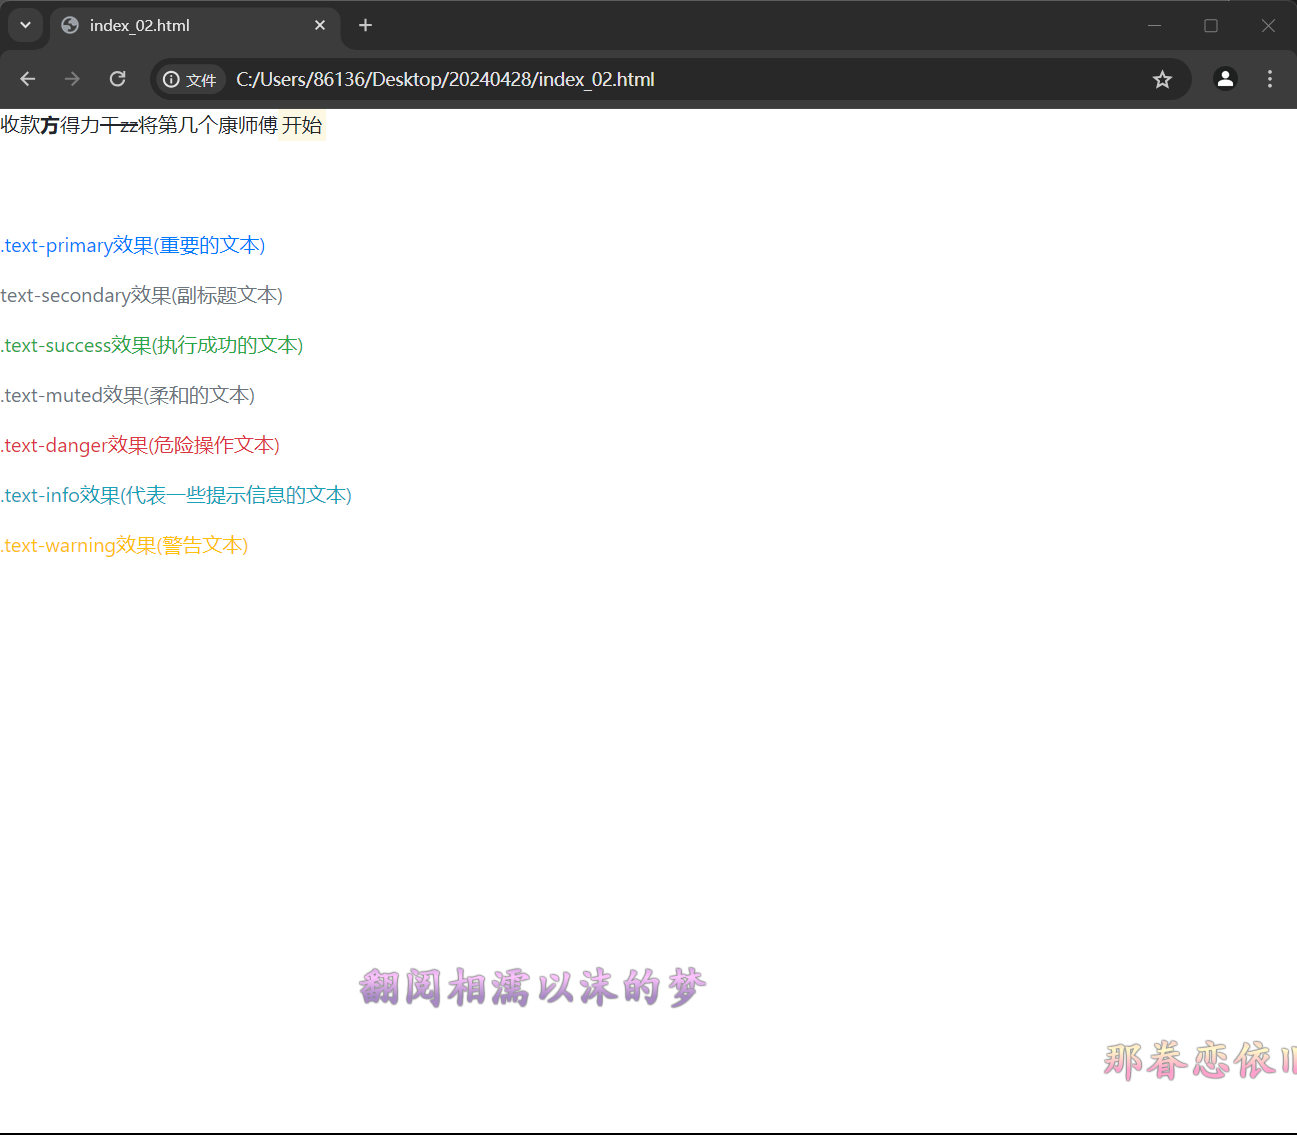 index_02.html
文件 C:/Users/86136/Desktop/20240428/index_02.html
收款方得力干zz将第几个康师傅 开始
.text-primary效果(重要的文本)
text-secondary效果(副标题文本)
.text-success效果(执行成功的文本)
.text-muted效果(柔和的文本)
.text-danger效果(危险操作文本)
.text-info效果(代表一些提示信息的文本)
.text-warning效果(警告文本)
翻阅相濡以沫的梦
那眷恋依旧